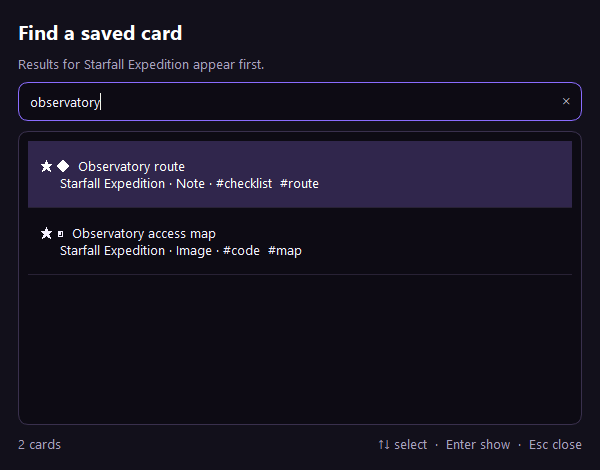 Find a saved card
Results for Starfall Expedition appear first.
observatory ×
★ ◆ Observatory route
Starfall Expedition · Note · #checklist #route
★ Observatory access map
Starfall Expedition · Image · #code #map
2 cards ↑↓ select · Enter show · Esc close